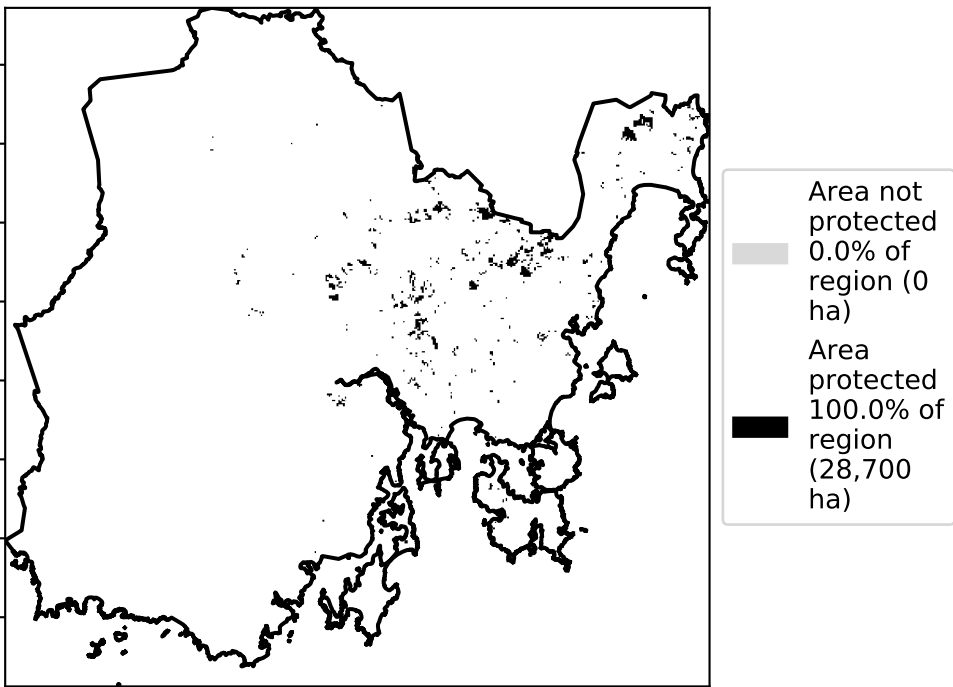 Area not
protected
0.0% of
region (0
ha)
Area
protected
100.0% of
region
(28,700
ha)